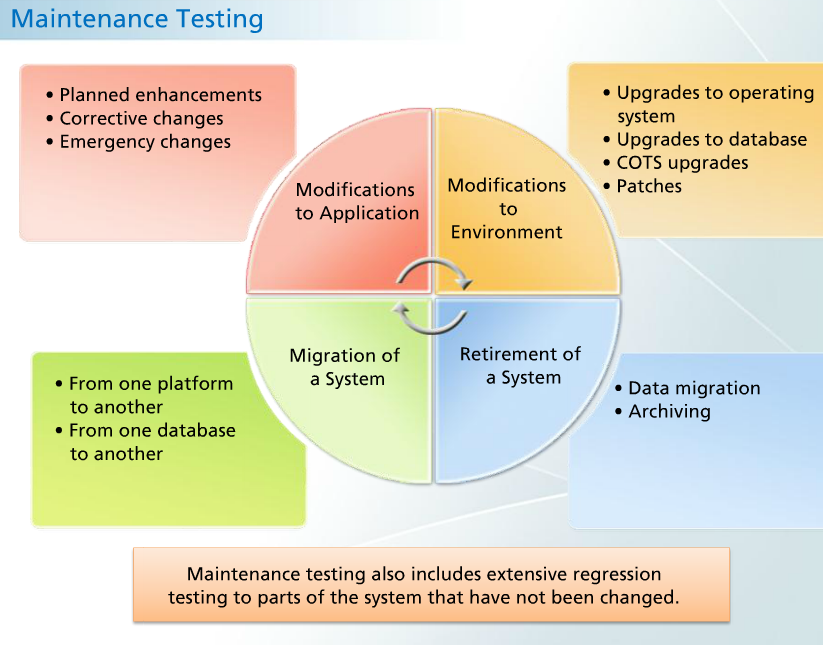 Maintenance Testing
• Planned enhancements
• Corrective changes
• Emergency changes
• Upgrades to operating
system
• Upgrades to database
• COTS upgrades
• Patches
Modifications
to Application
Modifications
to
Environment
Migration of
a System
Retirement of
a System
• From one platform
to another
• From one database
to another
• Data migration
• Archiving
Maintenance testing also includes extensive regression
testing to parts of the system that have not been changed.